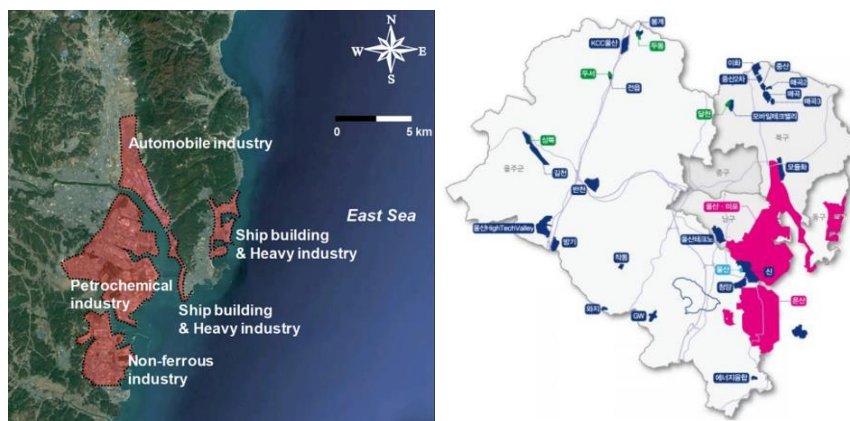 N
W E
S
0 5 km
Automobile industry
East Sea
Ship building
& Heavy industry
Petrochemical
industry
Ship building
& Heavy industry
Non-ferrous
industry
봉계
KCC울산
두동
두서
전읍
이화
중산
중산2차
매곡2
매곡
매곡3
달천
모바일테크밸리
북구
상북
울주군
길천
반천
중구
모듈화
울산·미포
남구
동구
울산HighTechValley
방기
울산테크노
작동
울산
신
청양
와지
GW
온산
에너지융합